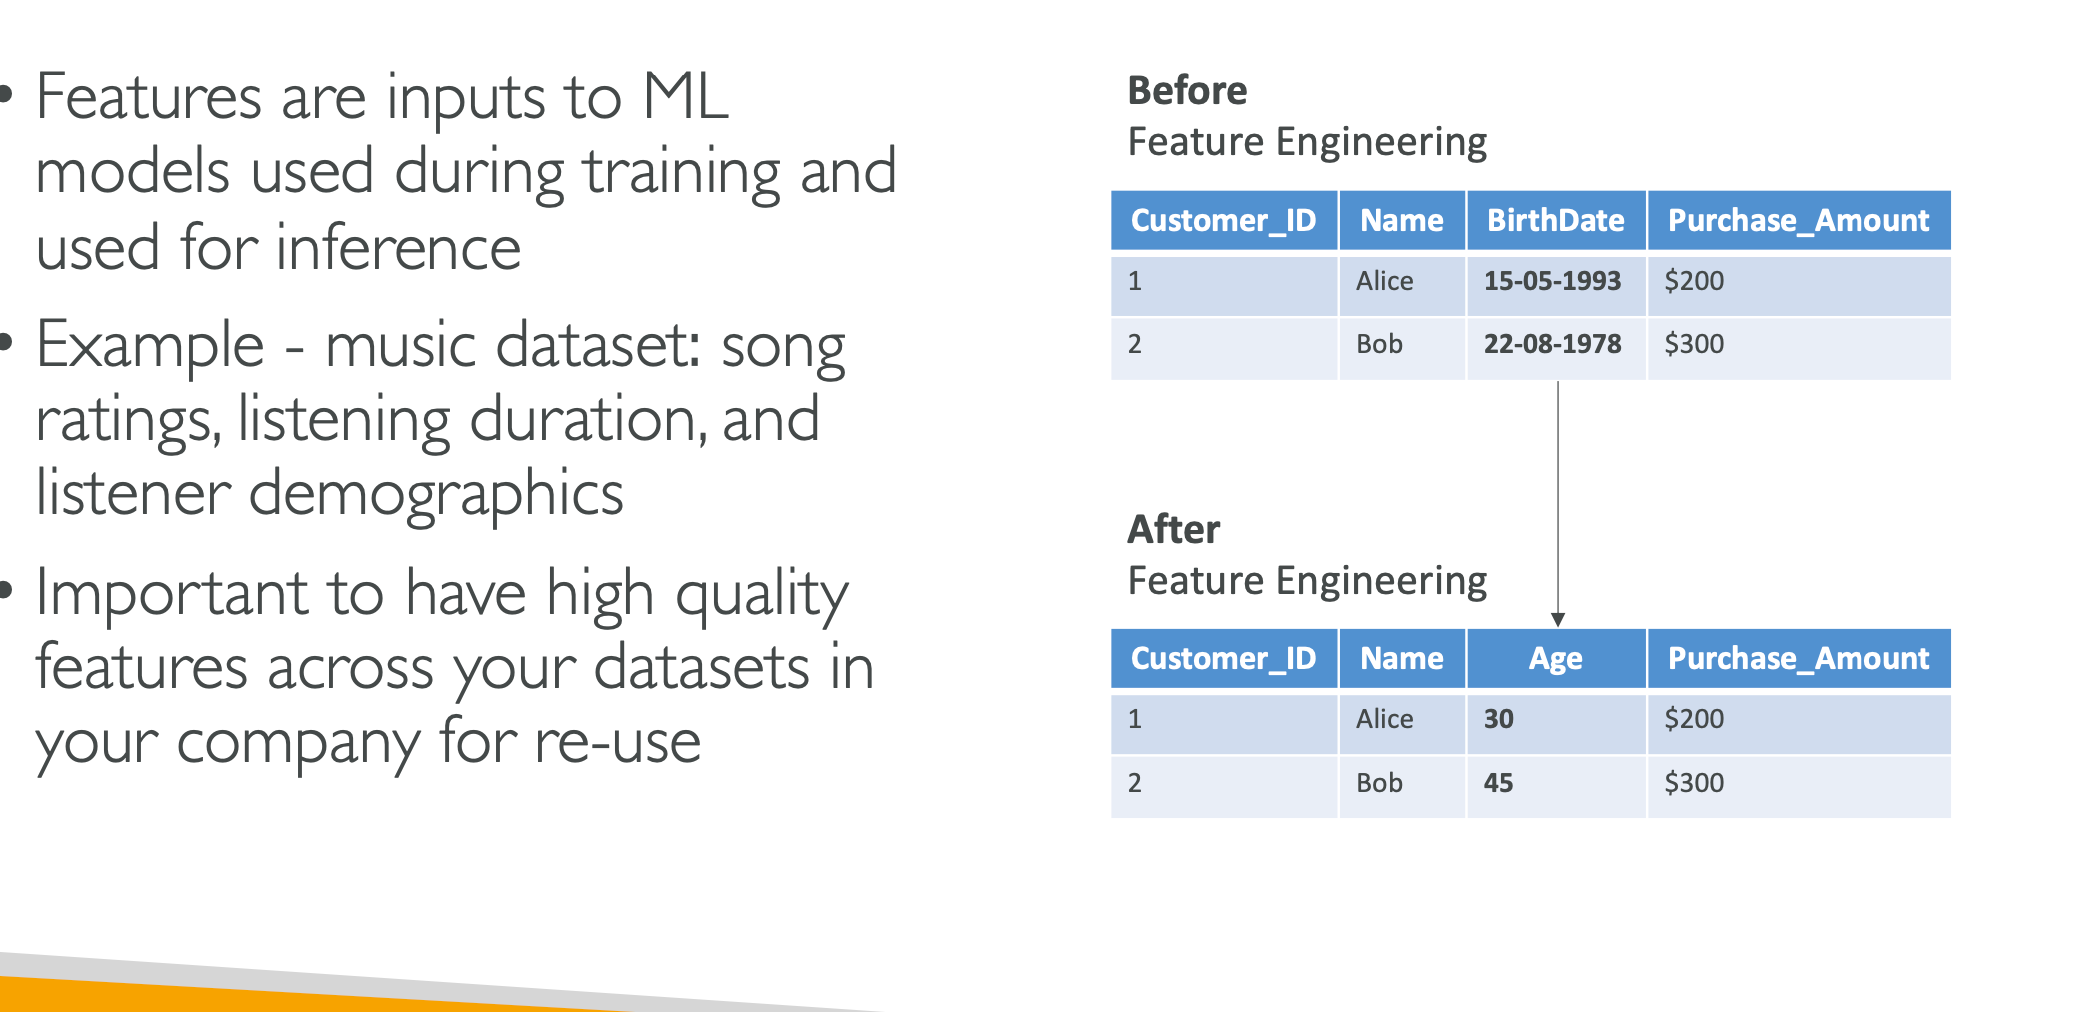 • Features are inputs to ML
models used during training and
used for inference
• Example - music dataset: song
ratings, listening duration, and
listener demographics
• Important to have high quality
features across your datasets in
your company for re-use
Before
Feature Engineering
Customer_ID Name BirthDate Purchase_Amount
1 Alice 15-05-1993 $200
2 Bob 22-08-1978 $300
After
Feature Engineering
Customer_ID Name Age Purchase_Amount
1 Alice 30 $200
2 Bob 45 $300